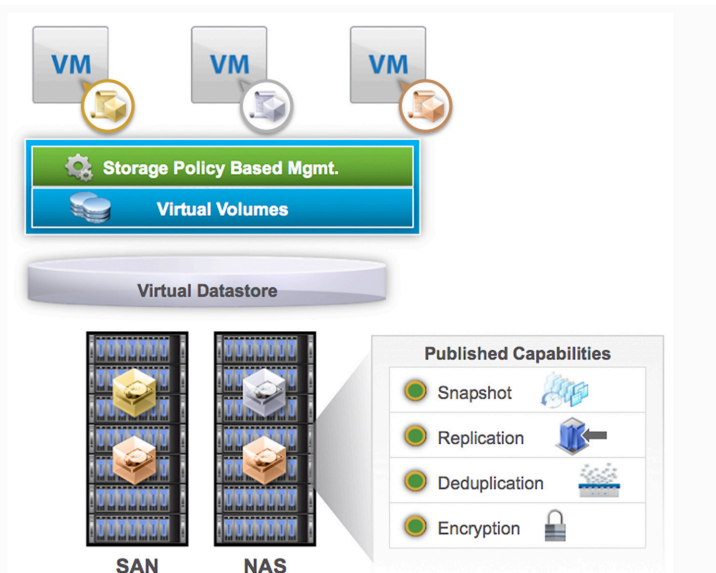 VM
VM
VM
Storage Policy Based Mgmt.
Virtual Volumes
Virtual Datastore
Published Capabilities
Snapshot
Replication
Deduplication
Encryption
SAN
NAS